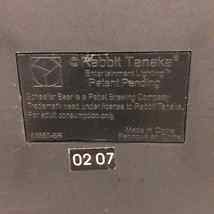 © Rabbit Tanaka
Entertainment Lighting™
Patent Pending
Schaefer Beer is a Pabst Brewing Company
Trademark used under license to Rabbit Tanaka.
For adult consumption only.
Made in China
02 07